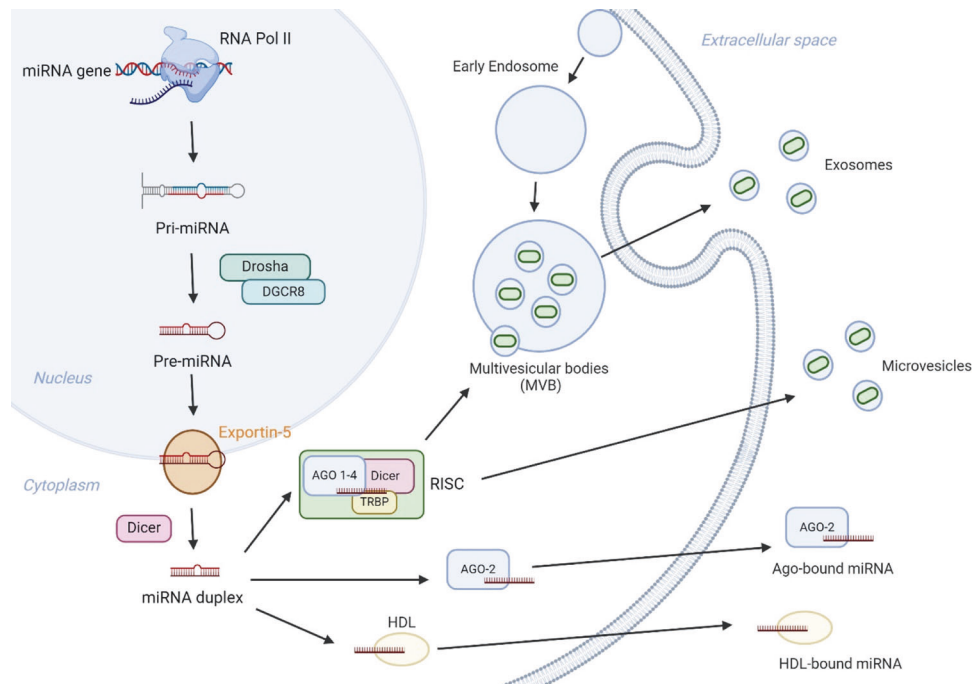 RNA Pol II
miRNA gene
Pri-miRNA
Drosha
DGCR8
Pre-miRNA
Nucleus
Exportin-5
Cytoplasm
Dicer
miRNA duplex
AGO 1-4
Dicer
TRBP
RISC
AGO-2
HDL
Early Endosome
Multivesicular bodies
(MVB)
Extracellular space
Exosomes
Microvesicles
AGO-2
Ago-bound miRNA
HDL-bound miRNA